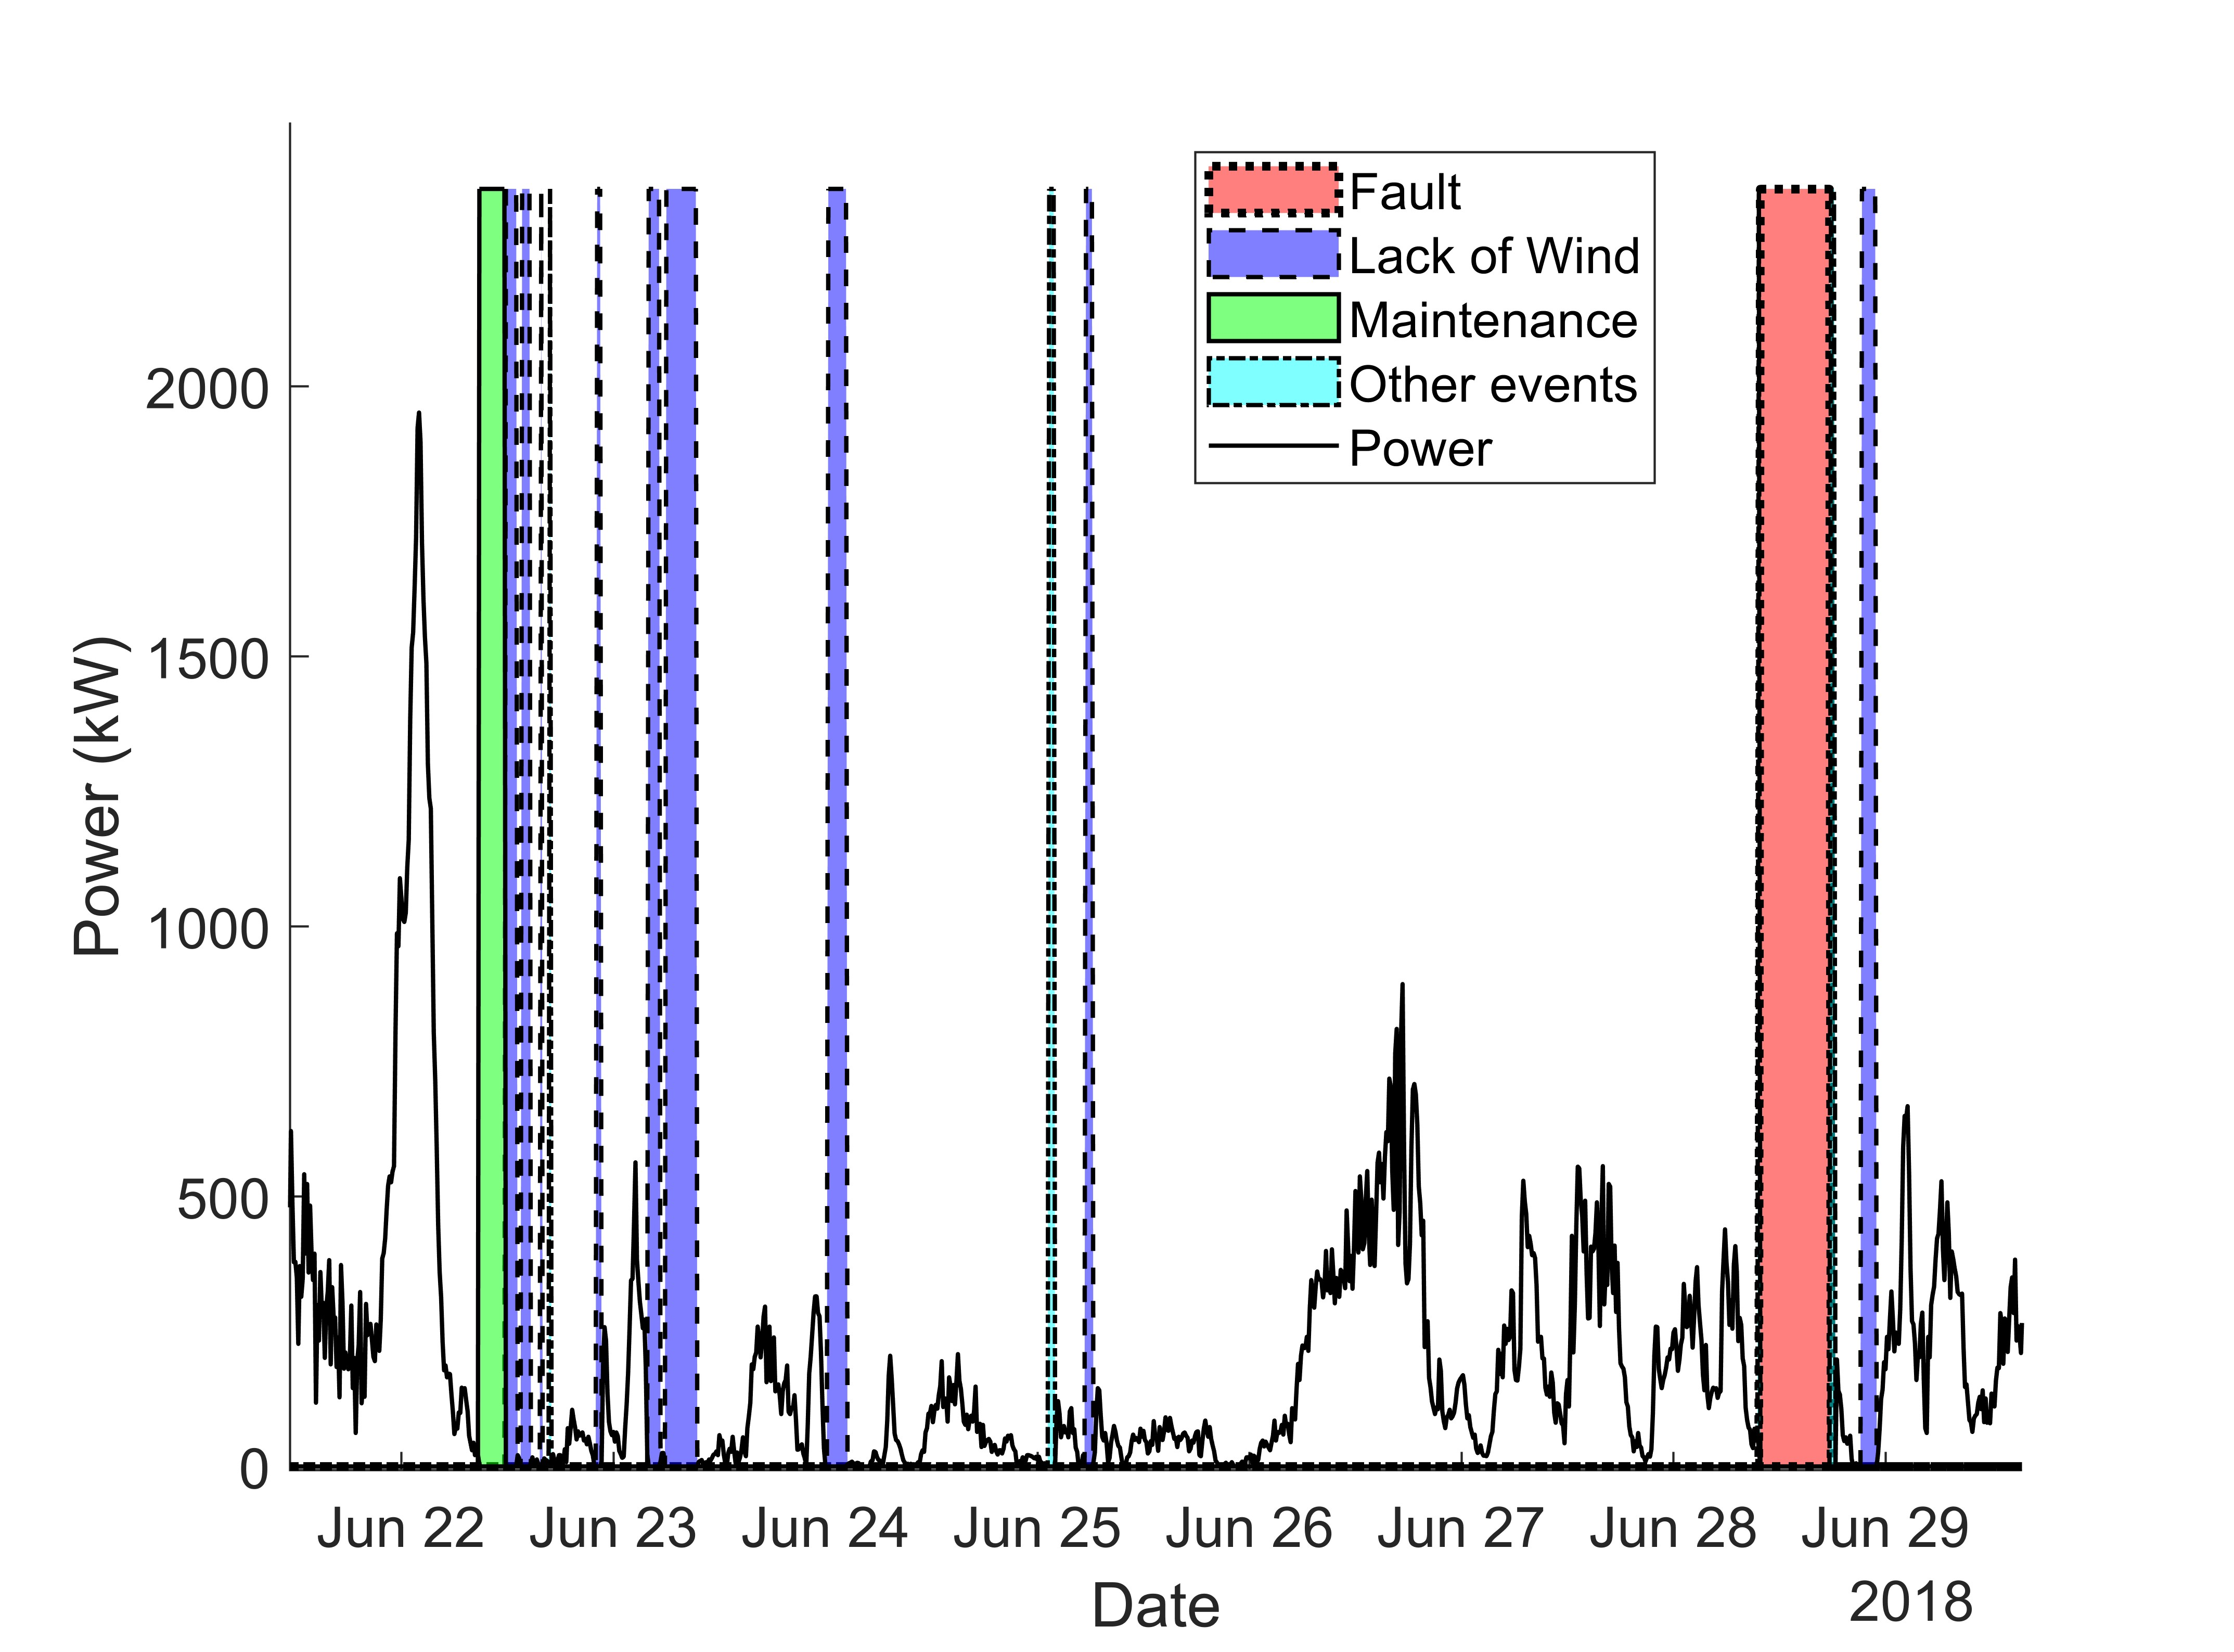 Fault
Lack of Wind
Maintenance
Other events
Power
Power (kW)
2000
1500
1000
500
0
Jun 22 Jun 23 Jun 24 Jun 25 Jun 26 Jun 27 Jun 28 Jun 29
Date
2018